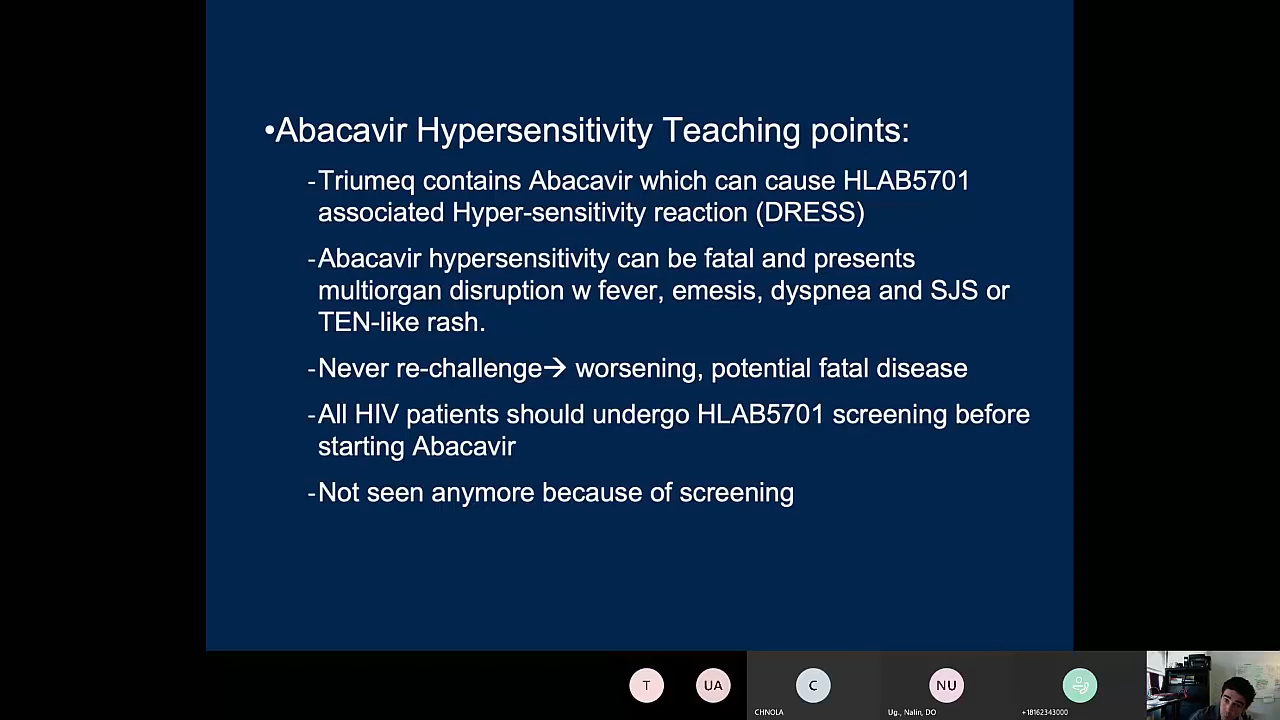 •Abacavir Hypersensitivity Teaching points:
-Triumeq contains Abacavir which can cause HLAB5701
associated Hyper-sensitivity reaction (DRESS)
-Abacavir hypersensitivity can be fatal and presents
multiorgan disruption w fever, emesis, dyspnea and SJS or
TEN-like rash.
-Never re-challenge→ worsening, potential fatal disease
-All HIV patients should undergo HLAB5701 screening before
starting Abacavir
-Not seen anymore because of screening
T
UA
C
NU
CHNOLA
Ug., Nalin, DO
+18162343000